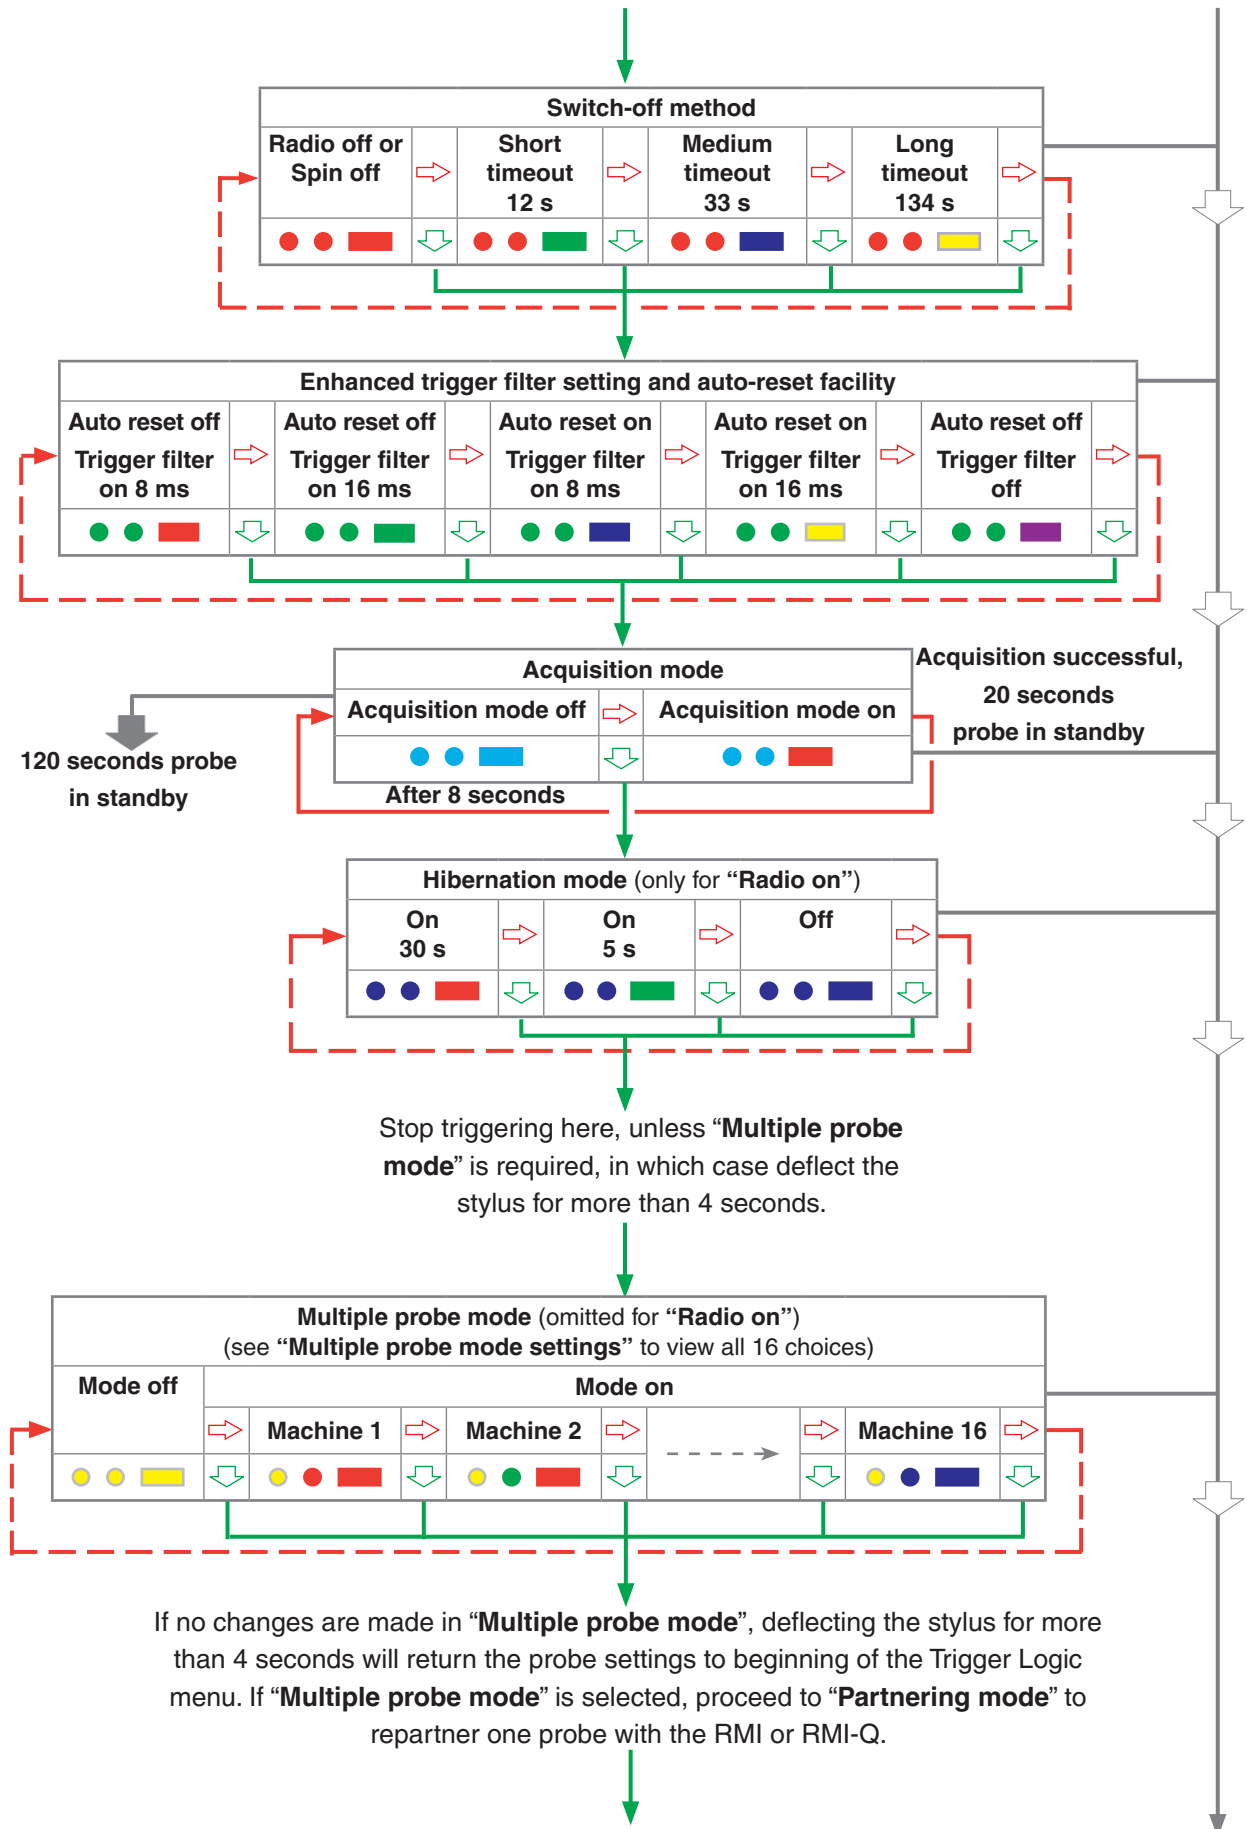 Switch-off method
Radio off or
Spin off
Short
timeout
12 s
Medium
timeout
33 s
Long
timeout
134 s
Enhanced trigger filter setting and auto-reset facility
Auto reset off
Trigger filter
on 8 ms
Auto reset off
Trigger filter
on 16 ms
Auto reset on
Trigger filter
on 8 ms
Auto reset on
Trigger filter
on 16 ms
Auto reset off
Trigger filter
off
Acquisition mode
Acquisition mode off
Acquisition mode on
Acquisition successful,
20 seconds
probe in standby
120 seconds probe
in standby
After 8 seconds
Hibernation mode (only for “Radio on”)
On
30 s
On
5 s
Off
Stop triggering here, unless “Multiple probe
mode” is required, in which case deflect the
stylus for more than 4 seconds.
Multiple probe mode (omitted for “Radio on”)
(see “Multiple probe mode settings” to view all 16 choices)
Mode off
Mode on
Machine 1
Machine 2
Machine 16
If no changes are made in “Multiple probe mode”, deflecting the stylus for more
than 4 seconds will return the probe settings to beginning of the Trigger Logic
menu. If “Multiple probe mode” is selected, proceed to “Partnering mode” to
repartner one probe with the RMI or RMI-Q.